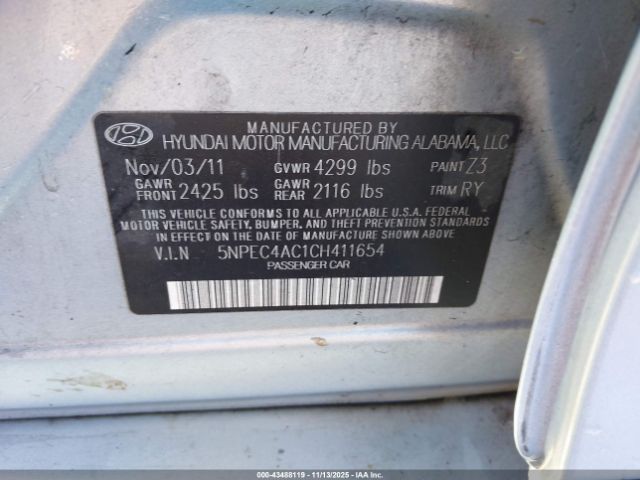 MANUFACTURED BY
HYUNDAI MOTOR MANUFACTURING ALABAMA, LLC
Nov/03/11 GVWR 4299 lbs PAINT Z3
GAWR FRONT 2425 lbs GAWR REAR 2116 lbs TRIM RY
THIS VEHICLE CONFORMS TO ALL APPLICABLE U.S.A. FEDERAL
MOTOR VEHICLE SAFETY, BUMPER, AND THEFT PREVENTION STANDARDS
IN EFFECT ON THE DATE OF MANUFACTURE SHOWN ABOVE.
V.I.N 5NPEC4AC1CH411654
PASSENGER CAR
000-43488119 - 11/13/2025 - IAAI.COM